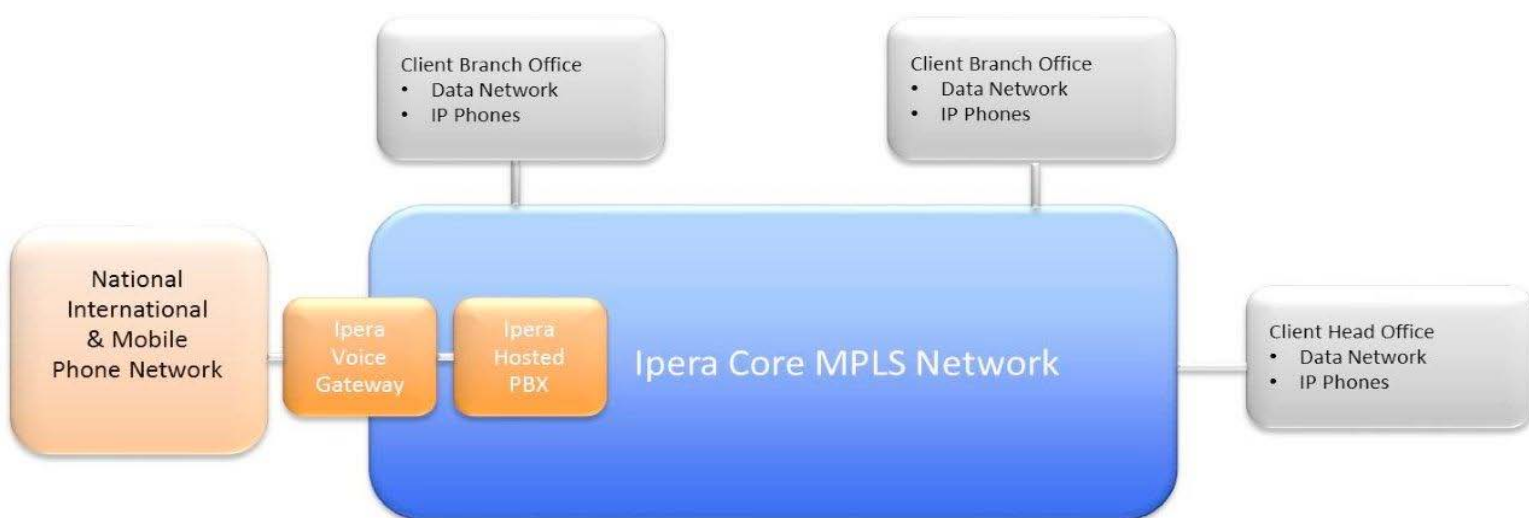 Client Branch Office
• Data Network
• IP Phones
Client Branch Office
• Data Network
• IP Phones
National
International
& Mobile
Phone Network
Ipera
Voice
Gateway
Ipera
Hosted
PBX
Ipera Core MPLS Network
Client Head Office
• Data Network
• IP Phones